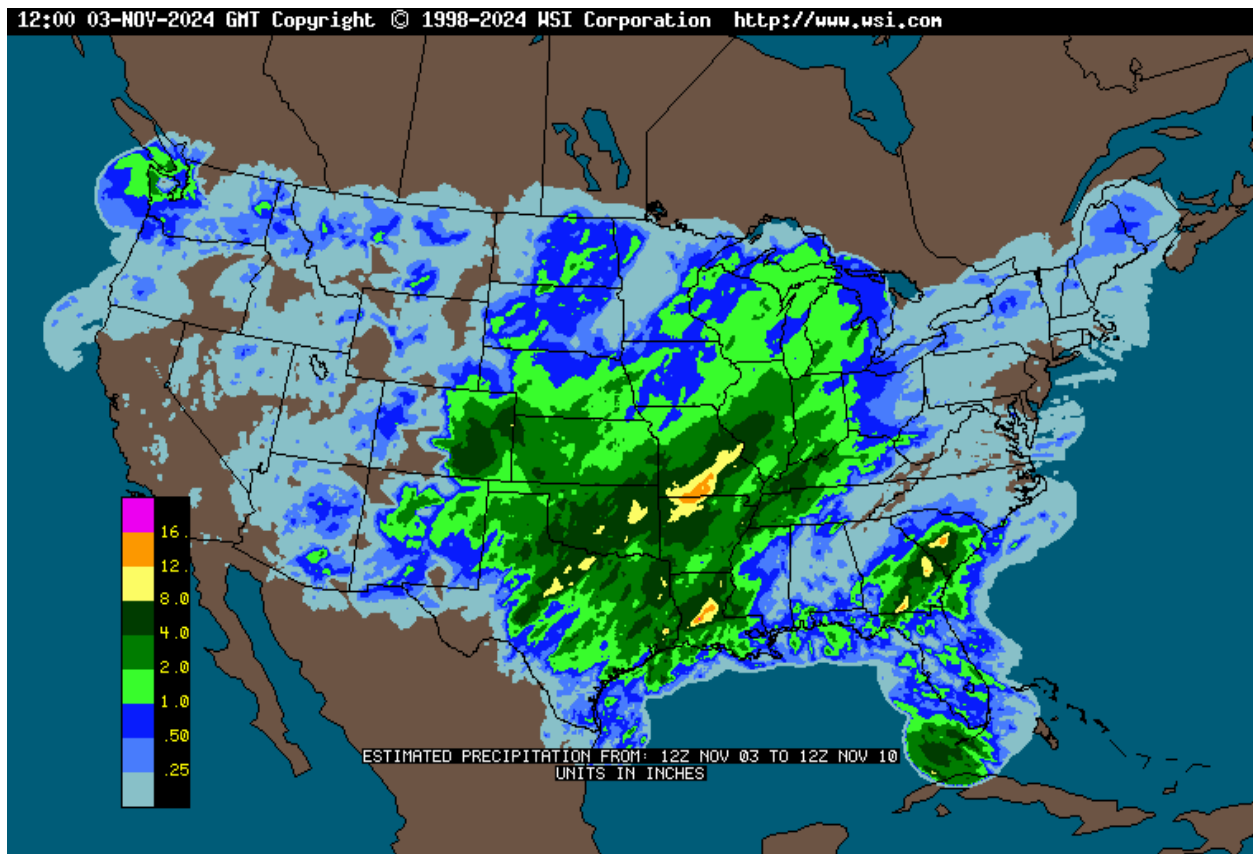 12:00 03-NOV-2024 GMT Copyright © 1998-2024 WSI Corporation http://www.wsi.com
16.
12.
8.0
4.0
2.0
1.0
.50
.25
ESTIMATED PRECIPITATION FROM: 12Z NOV 03 TO 12Z NOV 10
UNITS IN INCHES